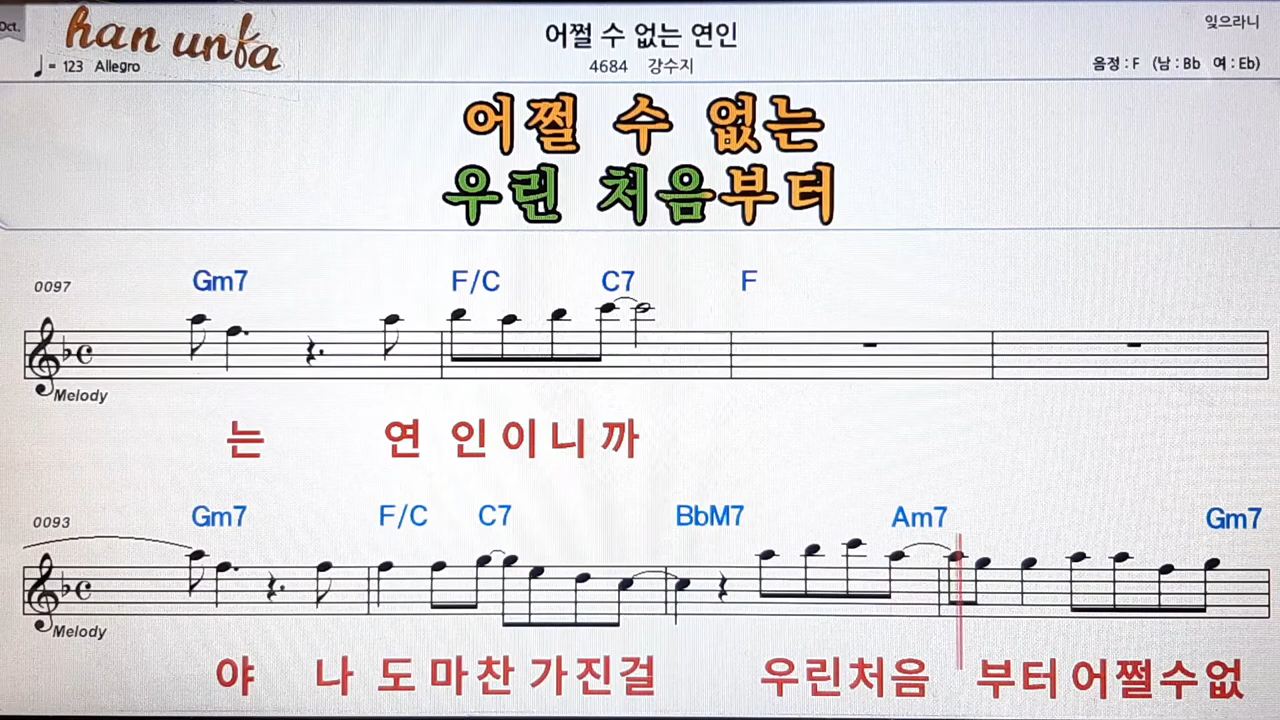 Oct.
han unfa
♩= 123 Allegro
어쩔 수 없는 연인
4684 강수지
잊으라니
음정 : F (남 : Bb 여 : Eb)
어쩔 수 없는
우린 처음부터
0097 Gm7 F/C C7 F
Melody
는 연 인 이 니 까
0093 Gm7 F/C C7 BbM7 Am7 Gm7
Melody
야 나 도 마 찬 가 진 걸 우 린 처 음 부 터 어 쩔 수 없